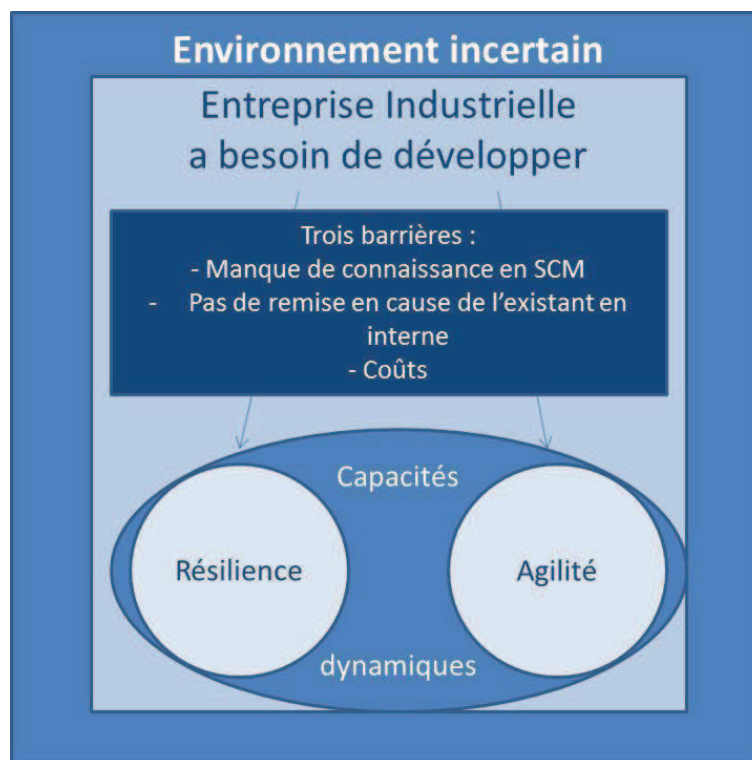 Environnement incertain
Entreprise Industrielle
a besoin de développer
Trois barrières :
- Manque de connaissance en SCM
- Pas de remise en cause de l'existant en
interne
- Coûts
Capacités
Résilience
Agilité
dynamiques